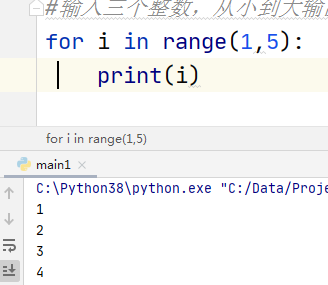 #输入三个整数，从小到大输
for i in range(1,5):
print(i)
for i in range(1,5)
main1
C:\Python38\python.exe "C:/Data/Proje
1
2
3
4